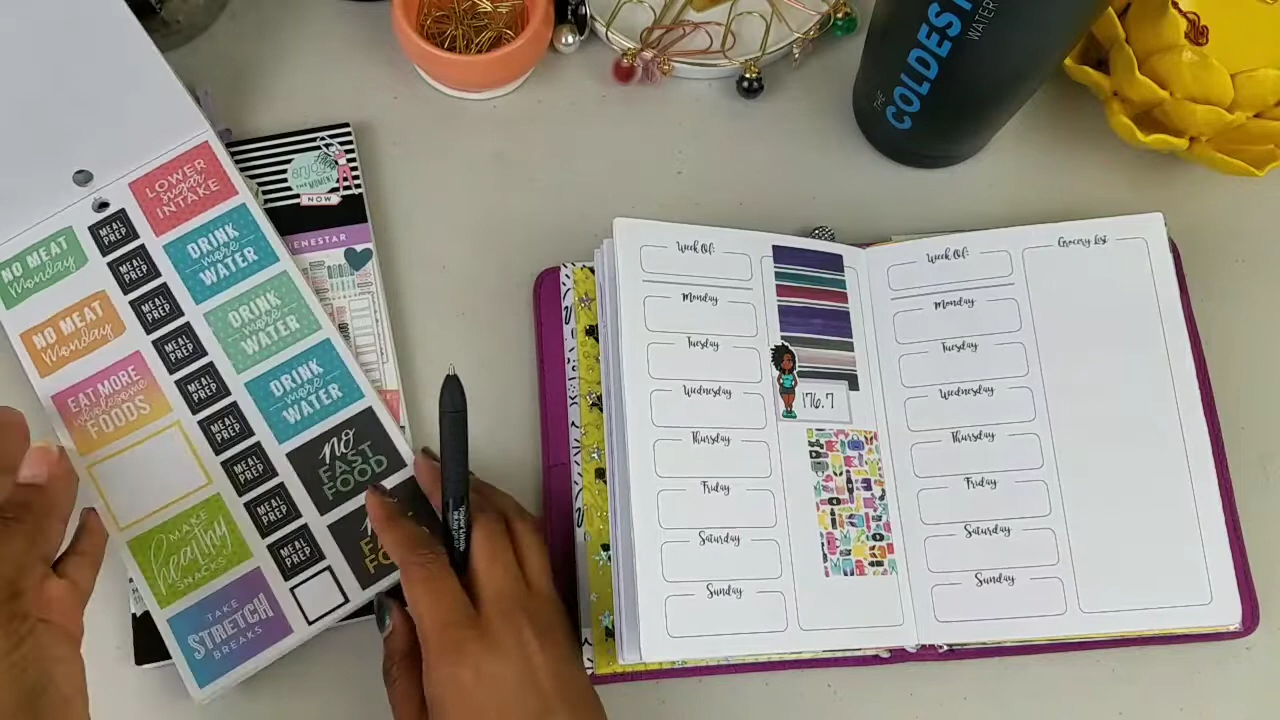 LOWER
sugar
INTAKE
NO MEAT
Monday
MEAL
PREP
DRINK
more
WATER
MEAL
PREP
NO MEAT
Monday
MEAL
PREP
DRINK
more
WATER
MEAL
PREP
EAT MORE
wholesome
FOODS
MEAL
PREP
DRINK
more
WATER
MEAL
PREP
MEAL
PREP
no
FAST
FOOD
MAKE
healthy
SNACKS
MEAL
PREP
MEAL
PREP
TAKE
STRETCH
BREAKS
enjoy
THE MOMENT
NOW
IENESTAR
THE
COLDEST
WATER
Week Of:
Monday
Tuesday
Wednesday
Thursday
Friday
Saturday
Sunday
176.7
Week Of:
Monday
Tuesday
Wednesday
Thursday
Friday
Saturday
Sunday
Grocery List